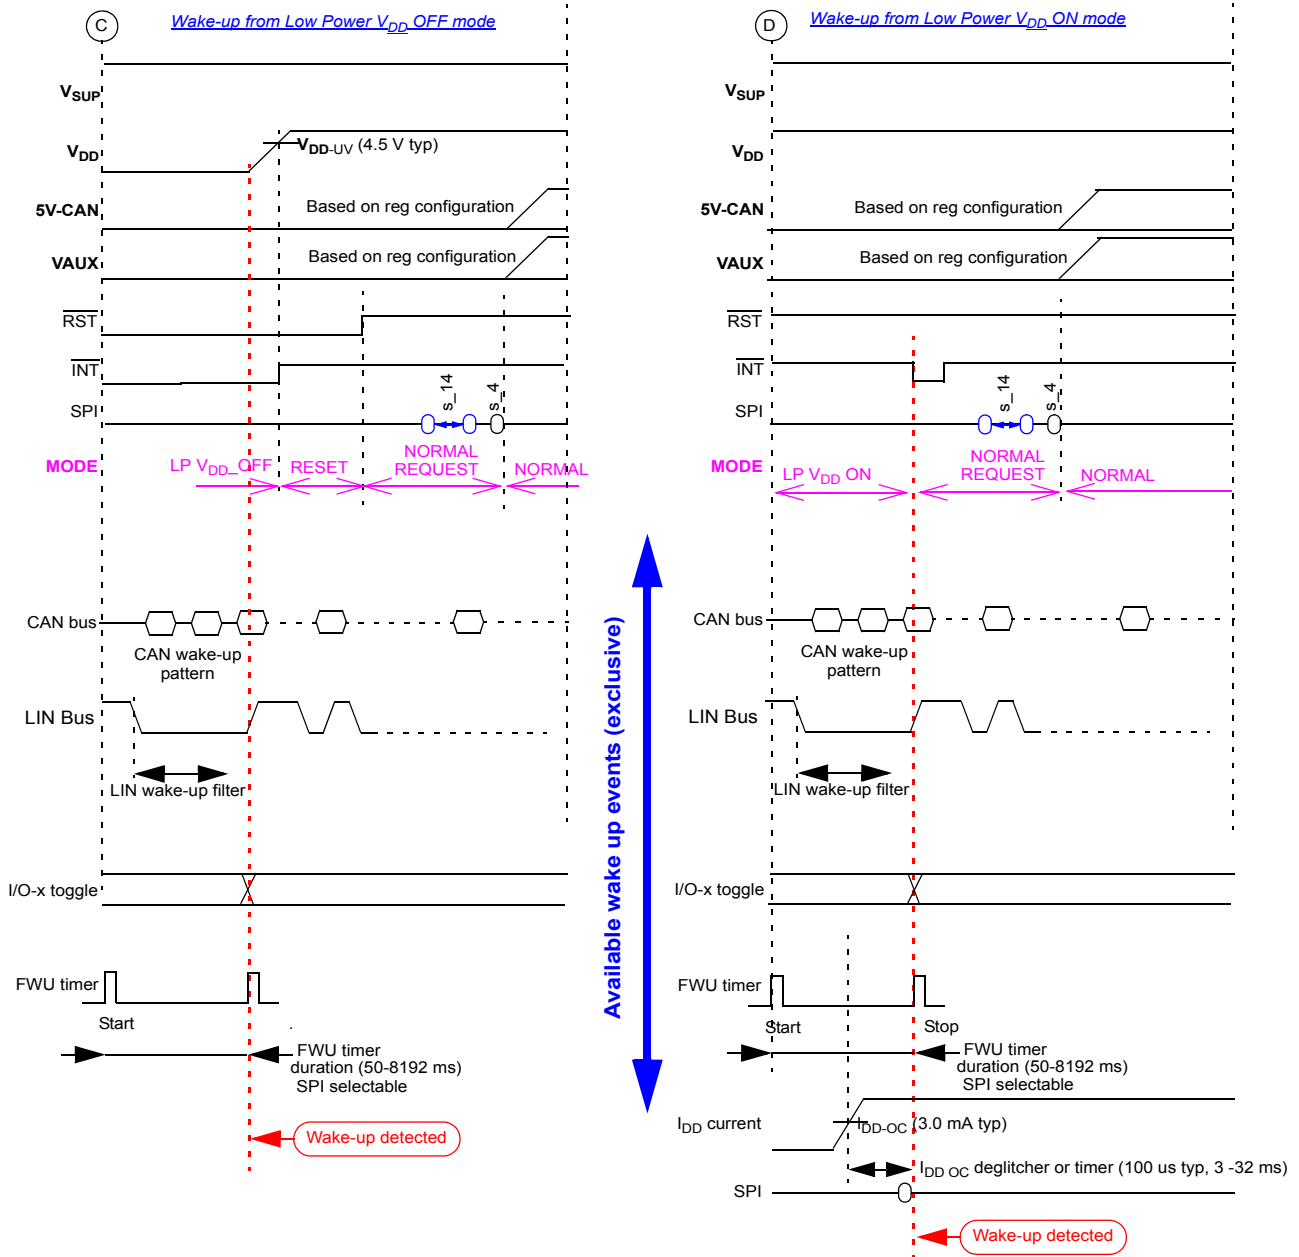 C
Wake-up from Low Power VDD OFF mode
VSUP
VDD
VDD-UV (4.5 V typ)
5V-CAN
Based on reg configuration
VAUX
Based on reg configuration
RST
INT
SPI
s_14
s_4
MODE
LP VDD_OFF
RESET
NORMAL
REQUEST
NORMAL
CAN bus
CAN wake-up
pattern
LIN Bus
LIN wake-up filter
I/O-x toggle
FWU timer
Start
FWU timer
duration (50-8192 ms)
SPI selectable
Wake-up detected
Available wake up events (exclusive)
D
Wake-up from Low Power VDD ON mode
VSUP
VDD
5V-CAN
Based on reg configuration
VAUX
Based on reg configuration
RST
INT
SPI
s_14
s_4
MODE
LP VDD ON
NORMAL
REQUEST
NORMAL
CAN bus
CAN wake-up
pattern
LIN Bus
LIN wake-up filter
I/O-x toggle
FWU timer
Start
Stop
FWU timer
duration (50-8192 ms)
SPI selectable
IDD current
IDD-OC (3.0 mA typ)
IDD OC deglitcher or timer (100 us typ, 3 -32 ms)
SPI
Wake-up detected